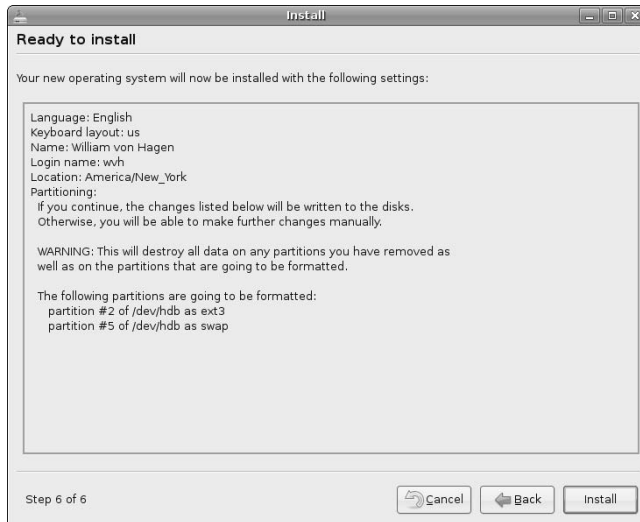 Install
Ready to install
Your new operating system will now be installed with the following settings:
Language: English
Keyboard layout: us
Name: William von Hagen
Login name: wvh
Location: America/New_York
Partitioning:
If you continue, the changes listed below will be written to the disks.
Otherwise, you will be able to make further changes manually.
WARNING: This will destroy all data on any partitions you have removed as
well as on the partitions that are going to be formatted.
The following partitions are going to be formatted:
partition #2 of /dev/hdb as ext3
partition #5 of /dev/hdb as swap
Step 6 of 6
Cancel
Back
Install